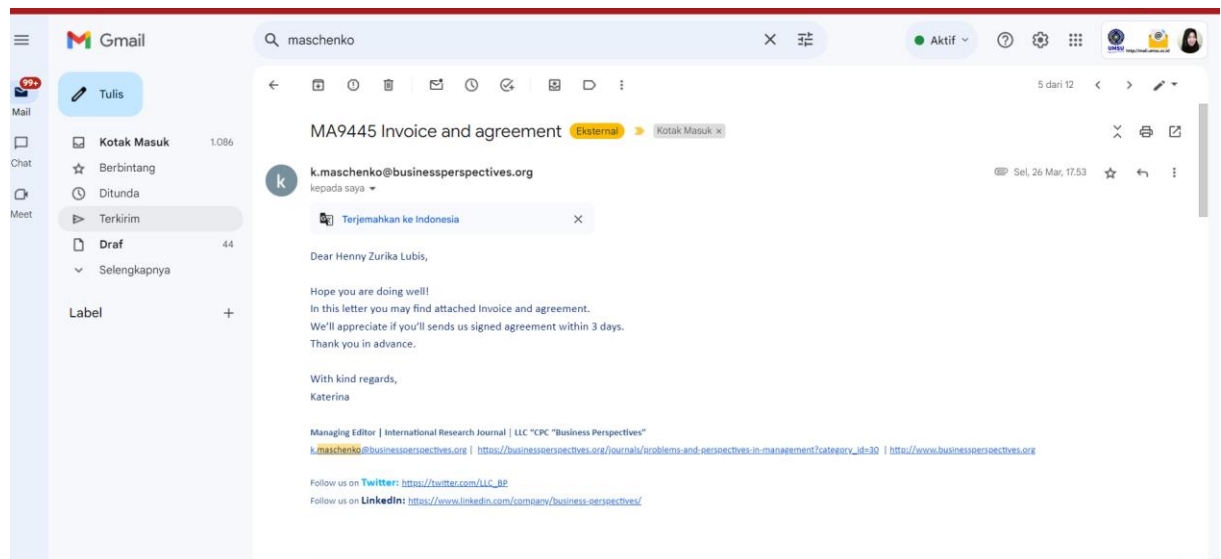 Gmail
maschenko
Aktif
UMSU
99+
Mail
Tulis
5 dari 12
Chat
Meet
Kotak Masuk 1.086
Berbintang
Ditunda
Terkirim
Draf 44
Selengkapnya
Label +
MA9445 Invoice and agreement Eksternal Kotak Masuk ×
k k.maschenko@businessperspectives.org Sel, 26 Mar, 17.53
kepada saya
Terjemahkan ke Indonesia
Dear Henny Zurika Lubis,
Hope you are doing well!
In this letter you may find attached Invoice and agreement.
We'll appreciate if you'll sends us signed agreement within 3 days.
Thank you in advance.
With kind regards,
Katerina
Managing Editor | International Research Journal | LLC "CPC "Business Perspectives"
k.maschenko@businessperspectives.org | https://businessperspectives.org/journals/problems-and-perspectives-in-management?category_id=30 | http://www.businessperspectives.org
Follow us on Twitter: https://twitter.com/LLC_BP
Follow us on LinkedIn: https://www.linkedin.com/company/business-perspectives/